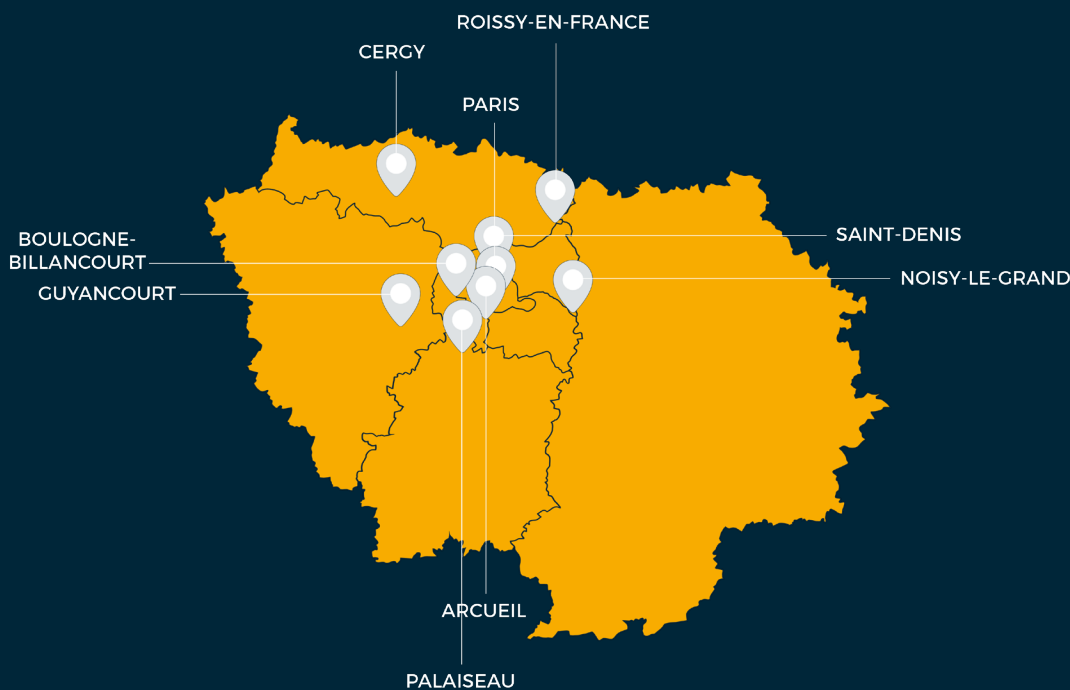 ROISSY-EN-FRANCE
CERGY
PARIS
SAINT-DENIS
BOULOGNE-
BILLANCOURT
NOISY-LE-GRAND
GUYANCOURT
ARCUEIL
PALAISEAU